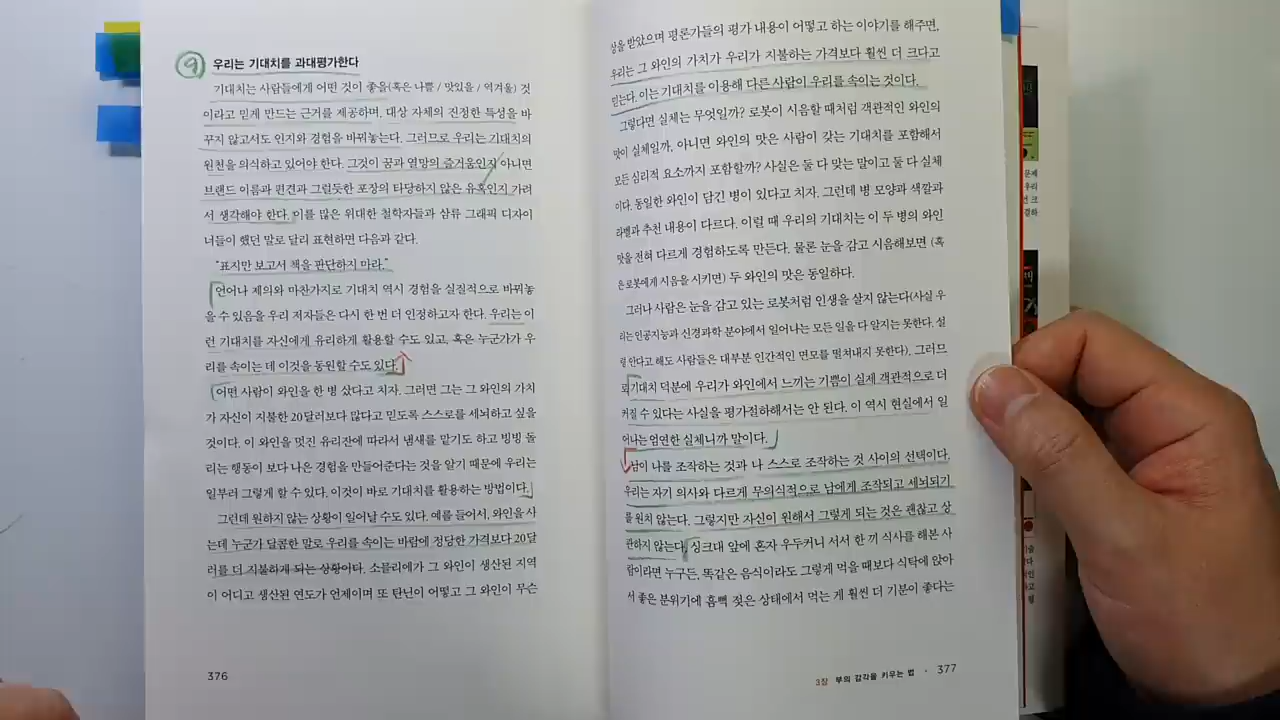 9 우리는 기대치를 과대평가한다
기대치는 사람들에게 어떤 것이 좋을(혹은 나쁠 / 맛있을 / 역겨울) 것
이라고 믿게 만드는 근거를 제공하며, 대상 자체의 진정한 특성을 바
꾸지 않고서도 인지와 경험을 바꿔놓는다. 그러므로 우리는 기대치의
원천을 의식하고 있어야 한다. 그것이 꿈과 열망의 즐거움인지 아니면
브랜드 이름과 편견과 그럴듯한 포장의 타당하지 않은 유혹인지 가려
서 생각해야 한다. 이를 많은 위대한 철학자들과 삼류 그래픽 디자이
너들이 했던 말로 달리 표현하면 다음과 같다.
“표지만 보고서 책을 판단하지 마라.”
언어나 제의와 마찬가지로 기대치 역시 경험을 실질적으로 바꿔놓
을 수 있음을 우리 저자들은 다시 한 번 더 인정하고자 한다. 우리는 이
런 기대치를 자신에게 유리하게 활용할 수도 있고, 혹은 누군가가 우
리를 속이는 데 이것을 동원할 수도 있다.
어떤 사람이 와인을 한 병 샀다고 치자. 그러면 그는 그 와인의 가치
가 자신이 지불한 20달러보다 많다고 믿도록 스스로를 세뇌하고 싶을
것이다. 이 와인을 멋진 유리잔에 따라서 냄새를 맡기도 하고 빙빙 돌
리는 행동이 보다 나은 경험을 만들어준다는 것을 알기 때문에 우리는
일부러 그렇게 할 수 있다. 이것이 바로 기대치를 활용하는 방법이다.
그런데 원하지 않는 상황이 일어날 수도 있다. 예를 들어서, 와인을 사
는데 누군가 달콤한 말로 우리를 속이는 바람에 정당한 가격보다 20달
러를 더 지불하게 되는 상황이다. 소믈리에가 그 와인이 생산된 지역
이 어디고 생산된 연도가 언제이며 또 탄닌이 어떻고 그 와인이 무슨
376
상을 받았으며 평론가들의 평가 내용이 어떻고 하는 이야기를 해주면,
우리는 그 와인의 가치가 우리가 지불하는 가격보다 훨씬 더 크다고
믿는다. 이는 기대치를 이용해 다른 사람이 우리를 속이는 것이다.
그렇다면 실체는 무엇일까? 로봇이 시음할 때처럼 객관적인 와인의
맛이 실체일까, 아니면 와인의 맛은 사람이 갖는 기대치를 포함해서
모든 심리적 요소까지 포함할까? 사실은 둘 다 맞는 말이고 둘 다 실체
이다. 동일한 와인이 담긴 병이 있다고 치자. 그런데 병 모양과 색깔과
라벨과 추천 내용이 다르다. 이럴 때 우리의 기대치는 이 두 병의 와인
맛을 전혀 다르게 경험하도록 만든다. 물론 눈을 감고 시음해보면 (혹
은 로봇에게 시음을 시키면) 두 와인의 맛은 동일하다.
그러나 사람은 눈을 감고 있는 로봇처럼 인생을 살지 않는다(사실 우
리는 인공지능과 신경과학 분야에서 일어나는 모든 일을 다 알지는 못한다. 설
령 한다고 해도 사람들은 대부분 인간적인 면모를 떨쳐내지 못한다). 그러므
로 기대치 덕분에 우리가 와인에서 느끼는 기쁨이 실제 객관적으로 더
커질 수 있다는 사실을 평가절하해서는 안 된다. 이 역시 현실에서 일
어나는 엄연한 실체니까 말이다.
남이 나를 조작하는 것과 나 스스로 조작하는 것 사이의 선택이다.
우리는 자기 의사와 다르게 무의식적으로 남에게 조작되고 세뇌되기
를 원치 않는다. 그렇지만 자신이 원해서 그렇게 되는 것은 괜찮고 상
관하지 않는다. 싱크대 앞에 혼자 우두커니 서서 한 끼 식사를 해본 사
람이라면 누구든, 똑같은 음식이라도 그렇게 먹을 때보다 식탁에 앉아
서 좋은 분위기에 흠뻑 젖은 상태에서 먹는 게 훨씬 더 기분이 좋다는
3장 부의 감각을 키우는 법 · 377